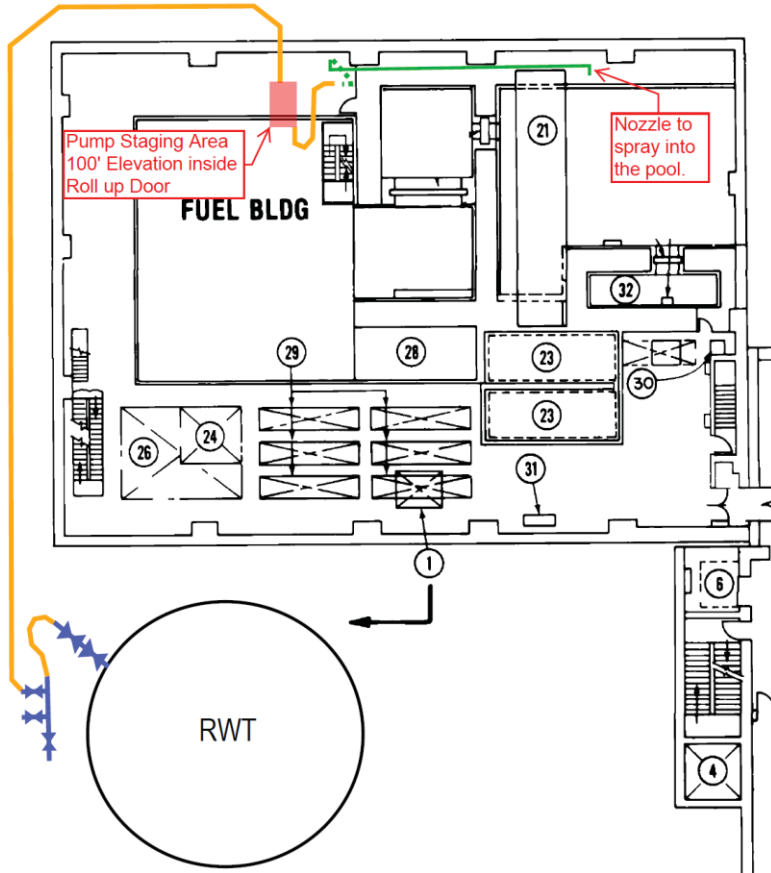 Pump Staging Area
100' Elevation inside
Roll up Door
Nozzle to
spray into
the pool.
FUEL BLDG
21
32
29
28
23
30
23
26
24
31
1
6
RWT
4